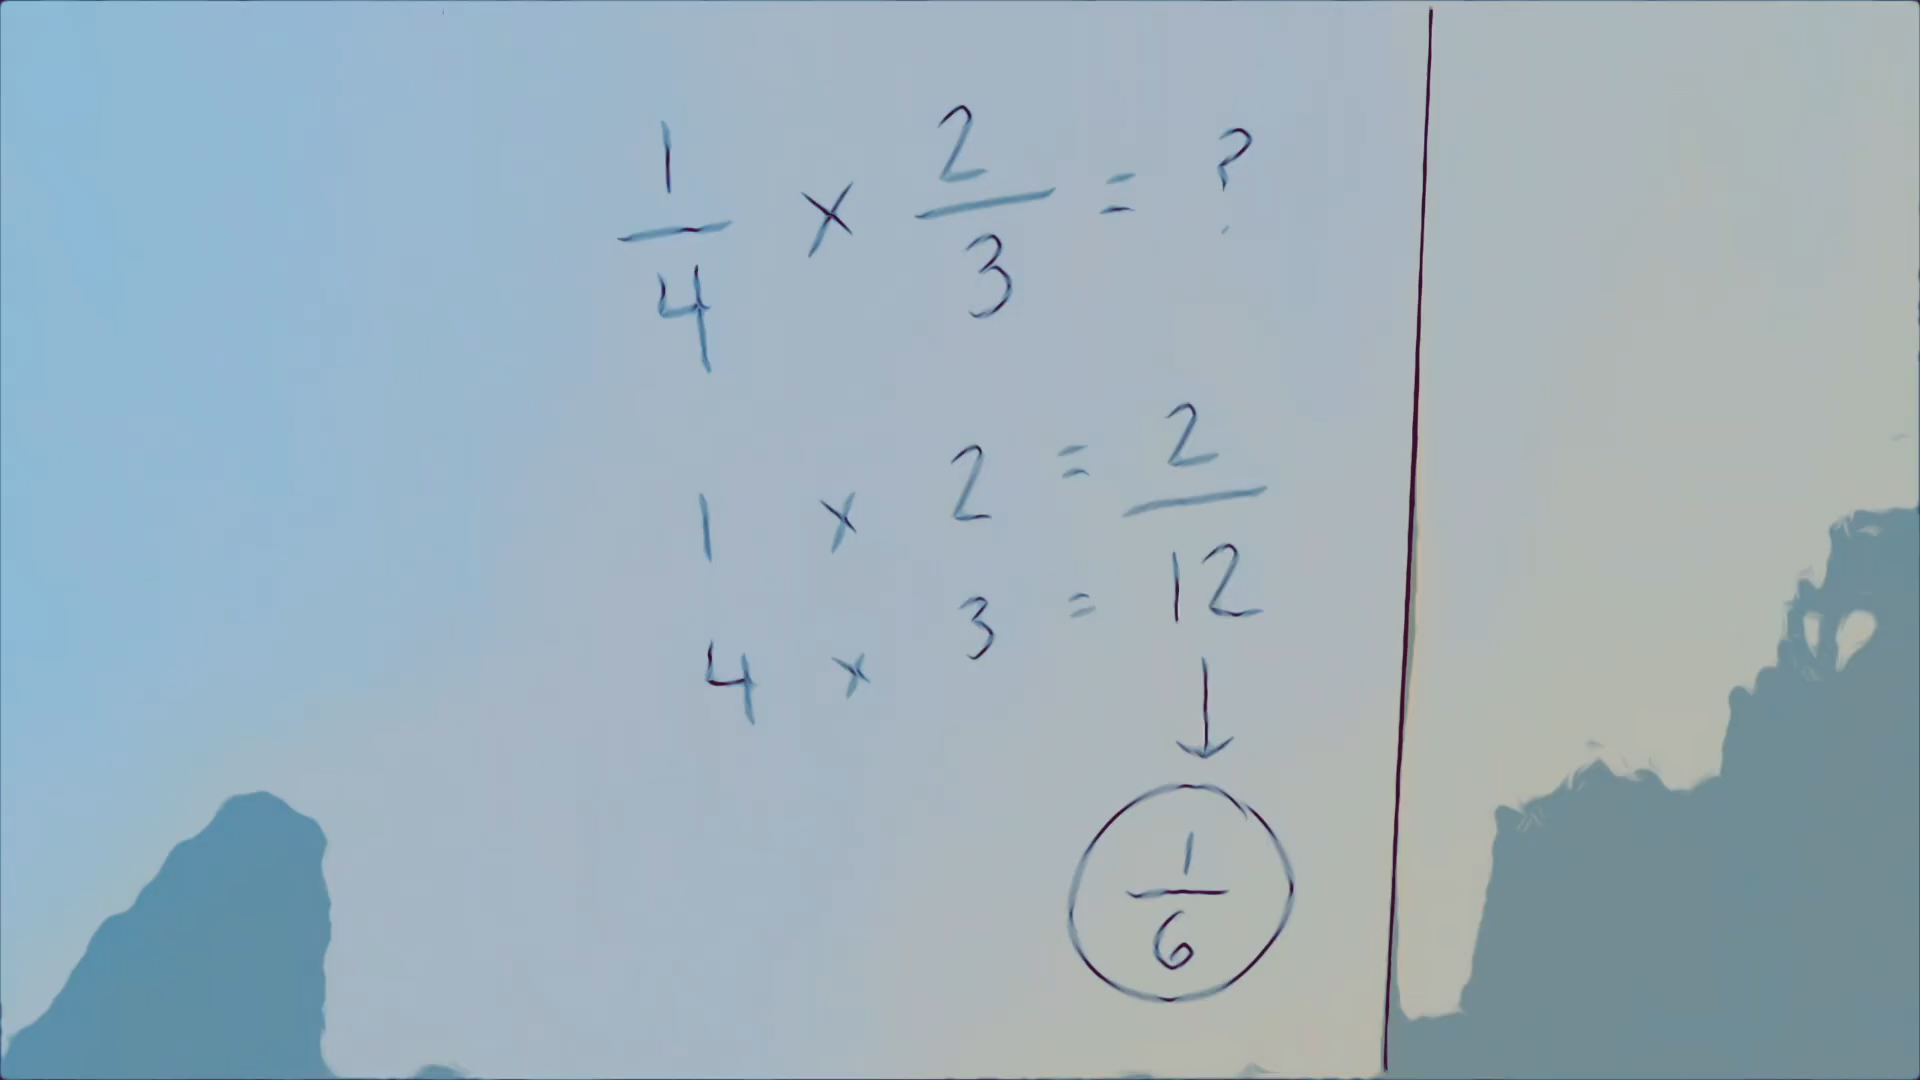 1/4 x 2/3 = ?
1 x 2 = 2
4 x 3 = 12
↓
1/6